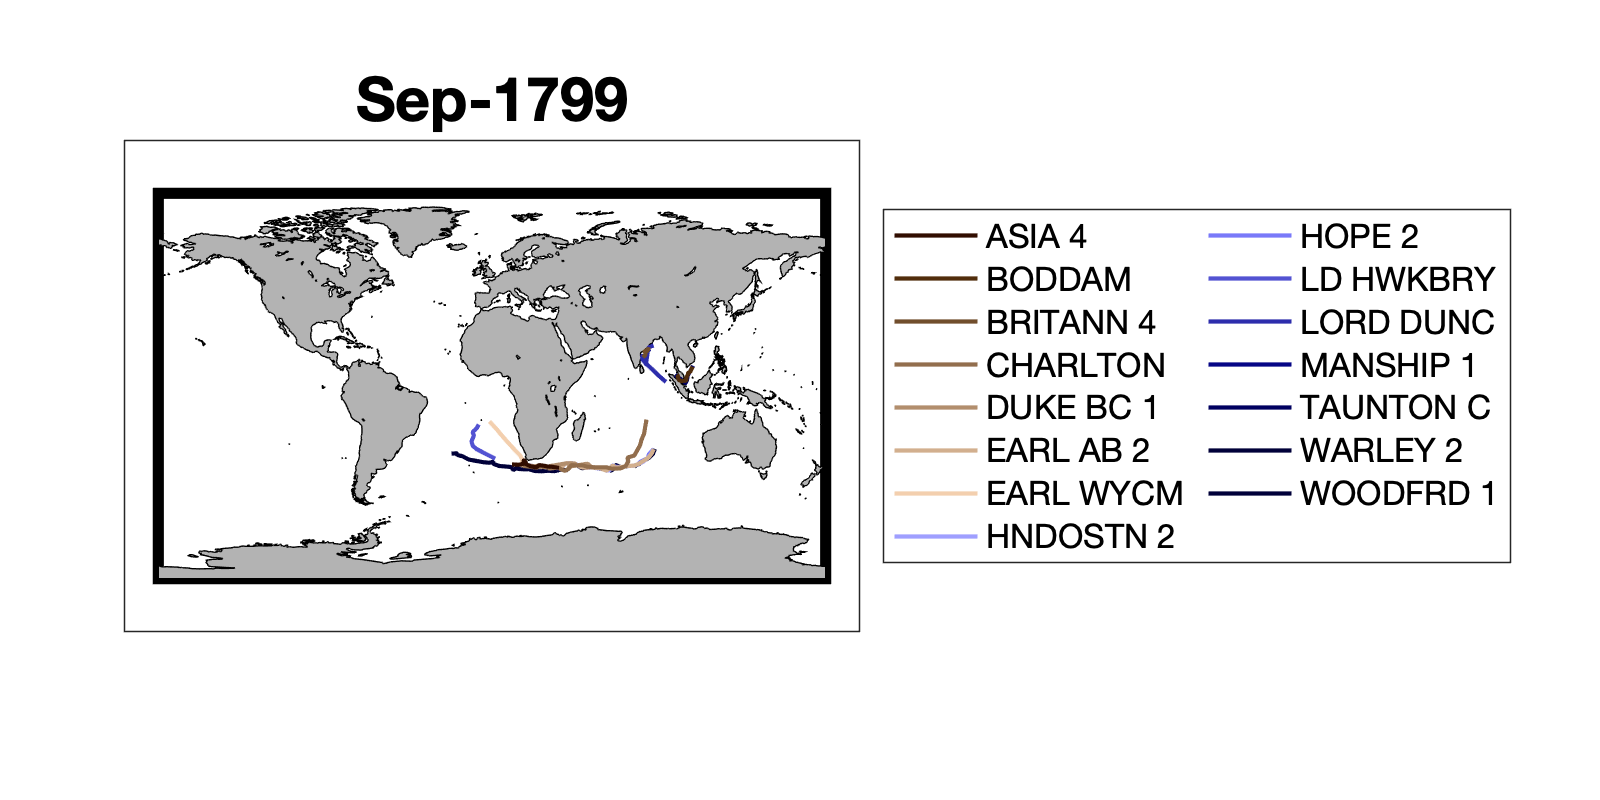 Sep-1799
ASIA 4
BODDAM
BRITANN 4
CHARLTON
DUKE BC 1
EARL AB 2
EARL WYCM
HNDOSTN 2
HOPE 2
LD HWKBRY
LORD DUNC
MANSHIP 1
TAUNTON C
WARLEY 2
WOODFRD 1